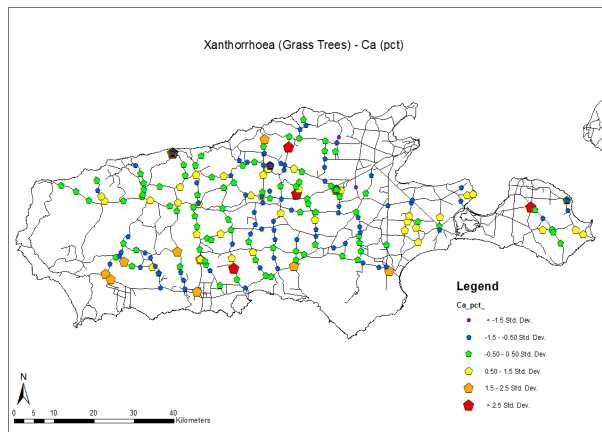 Xanthorrhoea (Grass Trees) - Ca (pct)
Legend
Ca_pct_
< -1.5 Std. Dev.
-1.5 - -0.50 Std. Dev.
-0.50 - 0.50 Std. Dev.
0.50 - 1.5 Std. Dev.
1.5 - 2.5 Std. Dev.
> 2.5 Std. Dev.
N
0 5 10 20 30 40
Kilometers